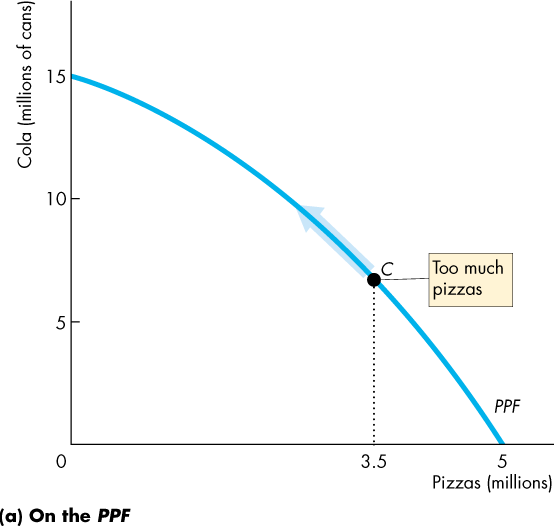 Cola (millions of cans)
15
10
5
C
Too much
pizzas
PPF
0
3.5
5
Pizzas (millions)
(a) On the PPF